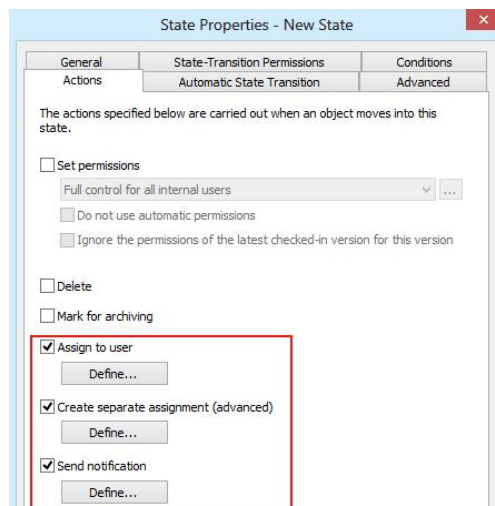 State Properties - New State
General
State-Transition Permissions
Conditions
Actions
Automatic State Transition
Advanced
The actions specified below are carried out when an object moves into this
state.
Set permissions
Full control for all internal users
...
Do not use automatic permissions
Ignore the permissions of the latest checked-in version for this version
Delete
Mark for archiving
Assign to user
Define...
Create separate assignment (advanced)
Define...
Send notification
Define...